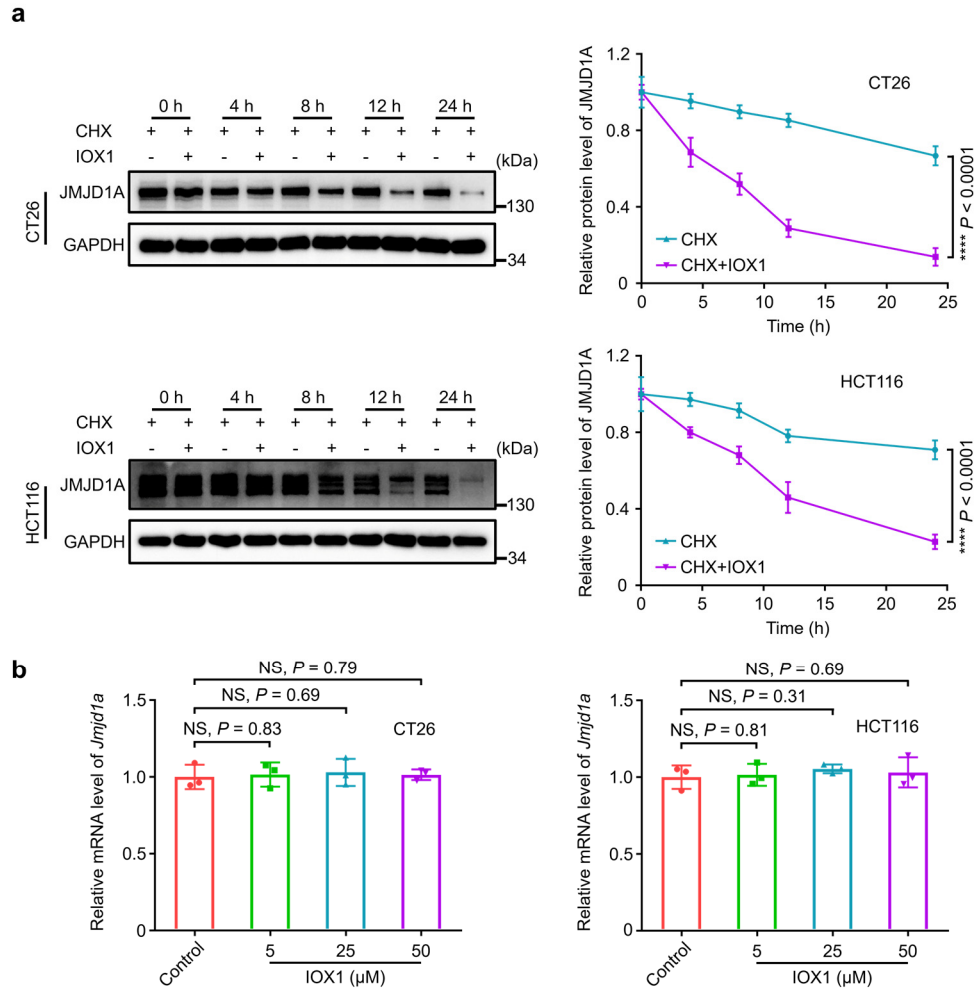 a
0 h 4 h 8 h 12 h 24 h
CHX + + + + + + + + + +
IOX1 - + - + - + - + - + (kDa)
JMJD1A
130
GAPDH
34
CT26
Relative protein level of JMJD1A
1.2
0.8
0.4
0
CT26
CHX
CHX+IOX1
**** P < 0.0001
0 5 10 15 20 25
Time (h)
0 h 4 h 8 h 12 h 24 h
CHX + + + + + + + + + +
IOX1 - + - + - + - + - + (kDa)
JMJD1A
130
GAPDH
34
HCT116
Relative protein level of JMJD1A
1.2
0.8
0.4
0
HCT116
CHX
CHX+IOX1
**** P < 0.0001
0 5 10 15 20 25
Time (h)
b
Relative mRNA level of Jmjd1a
1.5
1.0
0.5
0
NS, P = 0.79
NS, P = 0.69
NS, P = 0.83
CT26
Control 5 25 50
IOX1 (μM)
Relative mRNA level of Jmjd1a
1.5
1.0
0.5
0
NS, P = 0.69
NS, P = 0.31
NS, P = 0.81
HCT116
Control 5 25 50
IOX1 (μM)